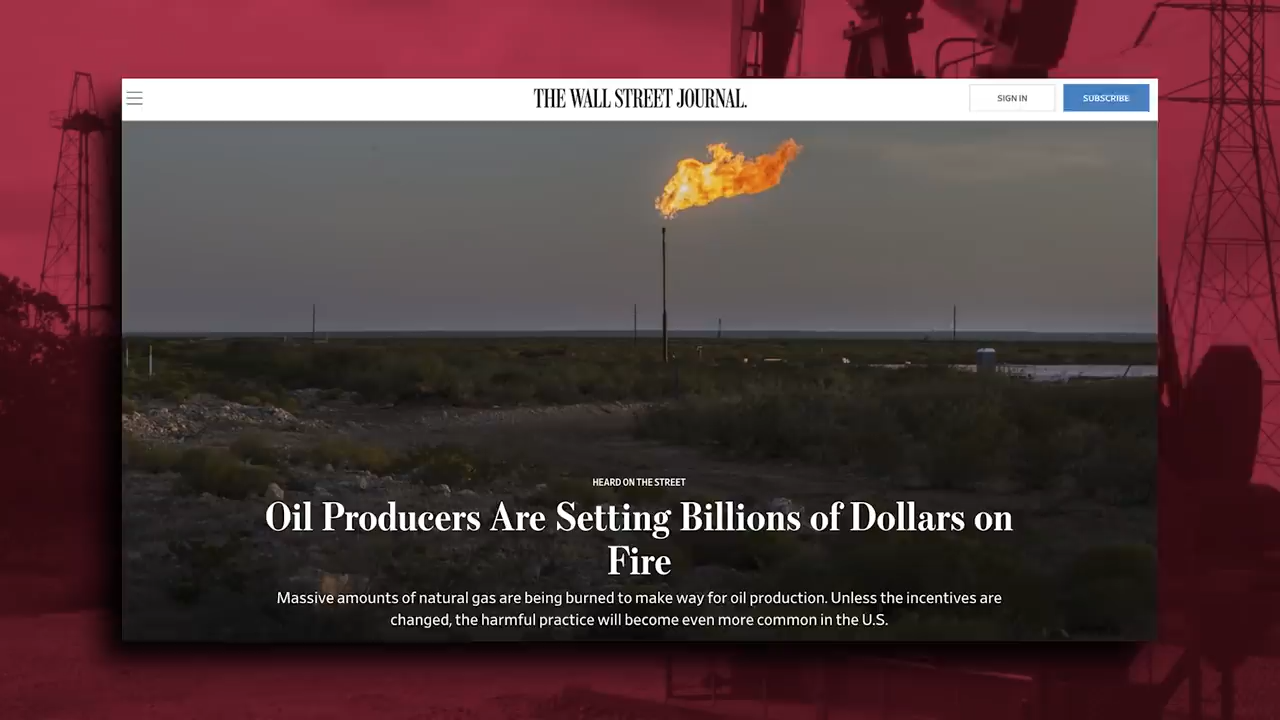 THE WALL STREET JOURNAL.
SIGN IN
SUBSCRIBE
HEARD ON THE STREET
Oil Producers Are Setting Billions of Dollars on
Fire
Massive amounts of natural gas are being burned to make way for oil production. Unless the incentives are
changed, the harmful practice will become even more common in the U.S.